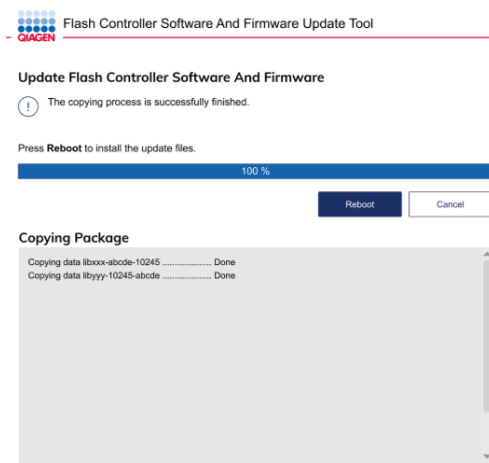 Flash Controller Software And Firmware Update Tool
QIAGEN
Update Flash Controller Software And Firmware
! The copying process is successfully finished.
Press Reboot to install the update files.
100 %
Reboot Cancel
Copying Package
Copying data libxxx-abcde-10245 .................... Done
Copying data libyyy-10245-abcde .................... Done